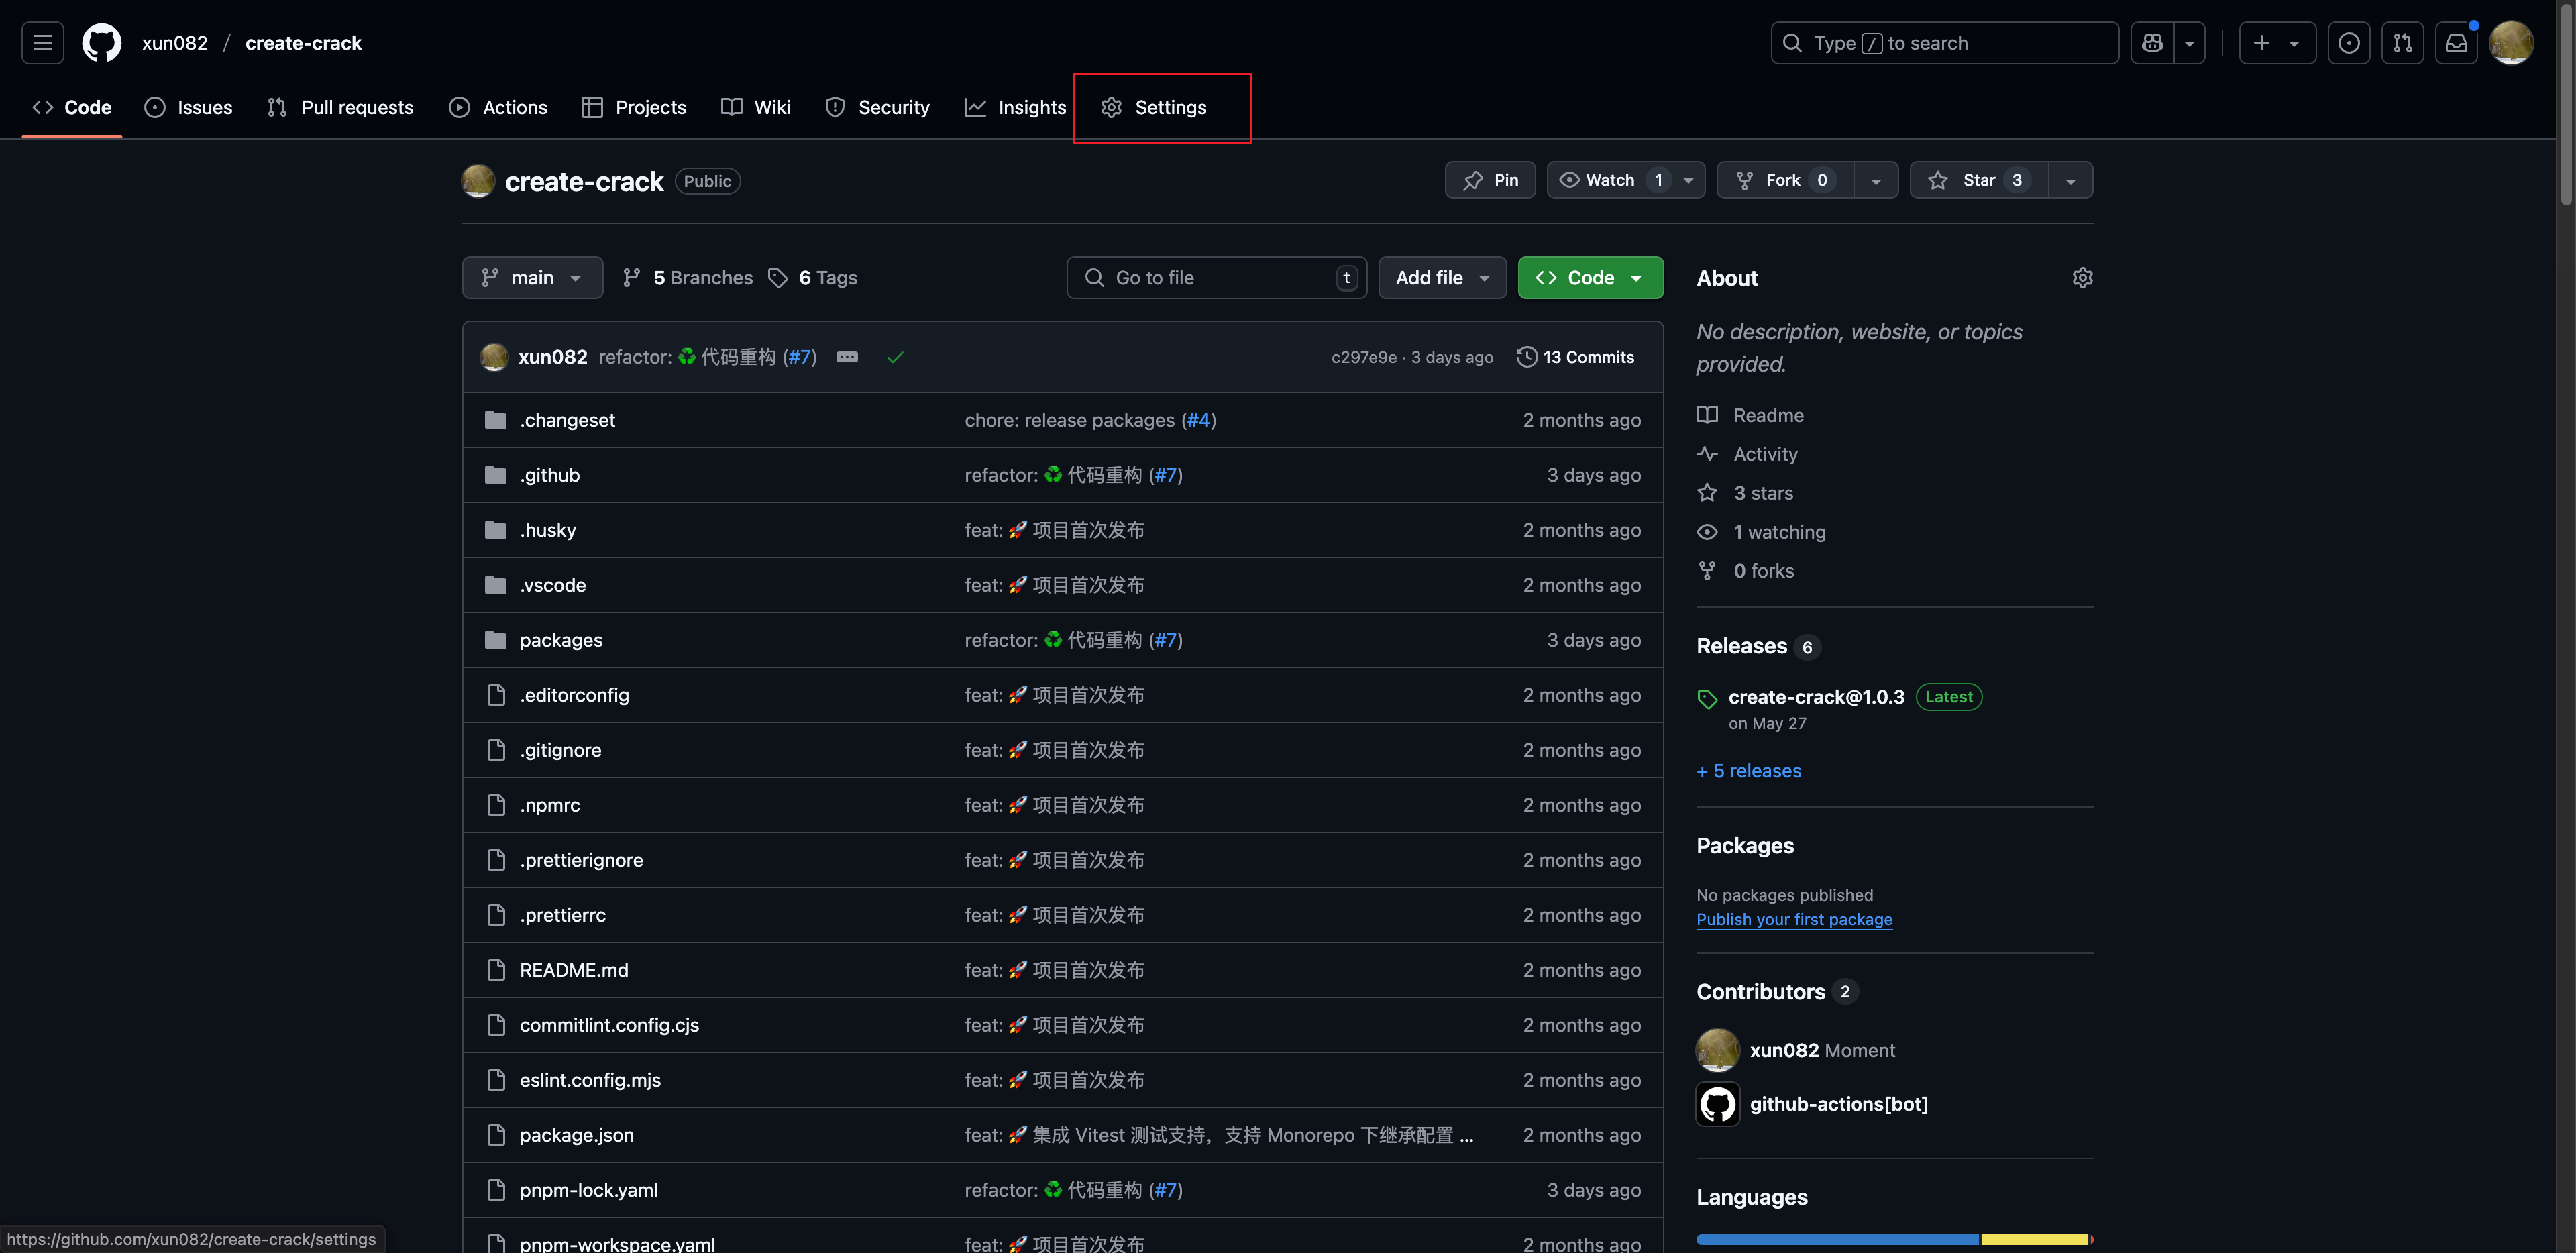 xun082 / create-crack
Type / to search
Code Issues Pull requests Actions Projects Wiki Security Insights Settings
create-crack Public
Pin Watch 1 Fork 0 Star 3
main 5 Branches 6 Tags Go to file t Add file Code
xun082 refactor: ♻️ 代码重构 (#7) c297e9e · 3 days ago 13 Commits
.changeset chore: release packages (#4) 2 months ago
.github refactor: ♻️ 代码重构 (#7) 3 days ago
.husky feat: 🚀 项目首次发布 2 months ago
.vscode feat: 🚀 项目首次发布 2 months ago
packages refactor: ♻️ 代码重构 (#7) 3 days ago
.editorconfig feat: 🚀 项目首次发布 2 months ago
.gitignore feat: 🚀 项目首次发布 2 months ago
.npmrc feat: 🚀 项目首次发布 2 months ago
.prettierignore feat: 🚀 项目首次发布 2 months ago
.prettierrc feat: 🚀 项目首次发布 2 months ago
README.md feat: 🚀 项目首次发布 2 months ago
commitlint.config.cjs feat: 🚀 项目首次发布 2 months ago
eslint.config.mjs feat: 🚀 项目首次发布 2 months ago
package.json feat: 🚀 集成 Vitest 测试支持，支持 Monorepo 下继承配置 ... 2 months ago
pnpm-lock.yaml refactor: ♻️ 代码重构 (#7) 3 days ago
pnpm-workspace.yaml feat: 🚀 项目首次发布 2 months ago
About
No description, website, or topics
provided.
Readme
Activity
3 stars
1 watching
0 forks
Releases 6
create-crack@1.0.3 Latest
on May 27
+ 5 releases
Packages
No packages published
Publish your first package
Contributors 2
xun082 Moment
github-actions[bot]
Languages
https://github.com/xun082/create-crack/settings